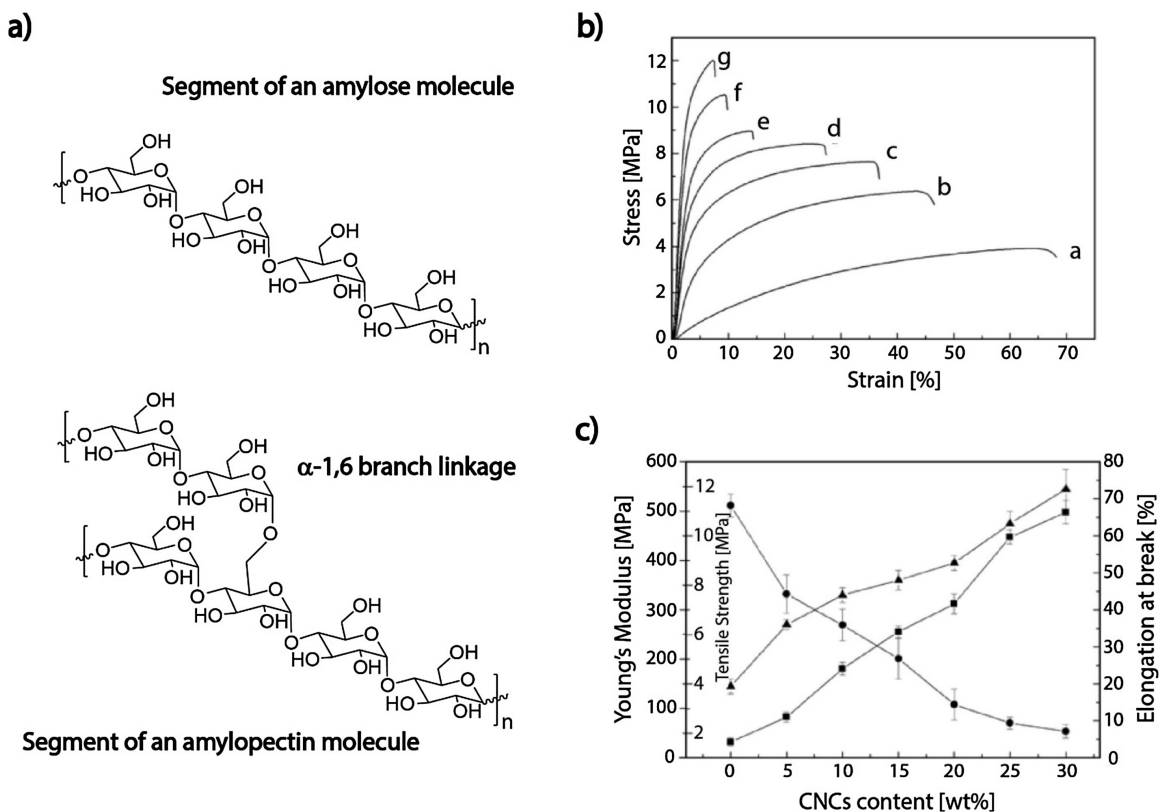 a)
Segment of an amylose molecule
OH
O
O
HO
HO
OH
O
O
HO
OH
OH
O
O
HO
OH
OH
O
O
HO
OH
n
OH
O
O
HO
HO
OH
O
O
HO
OH
α-1,6 branch linkage
O
OH
O
O
HO
HO
O
O
HO
OH
OH
O
O
HO
OH
OH
O
O
HO
OH
n
Segment of an amylopectin molecule
b)
Stress [MPa]
12
10
8
6
4
2
0
g
f
e
d
c
b
a
0 10 20 30 40 50 60 70
Strain [%]
c)
Young's Modulus [MPa]
600
500
400
300
200
100
0
Tensile Strength [MPa]
12
10
8
6
4
2
Elongation at break [%]
80
70
60
50
40
30
20
10
0
0 5 10 15 20 25 30
CNCs content [wt%]